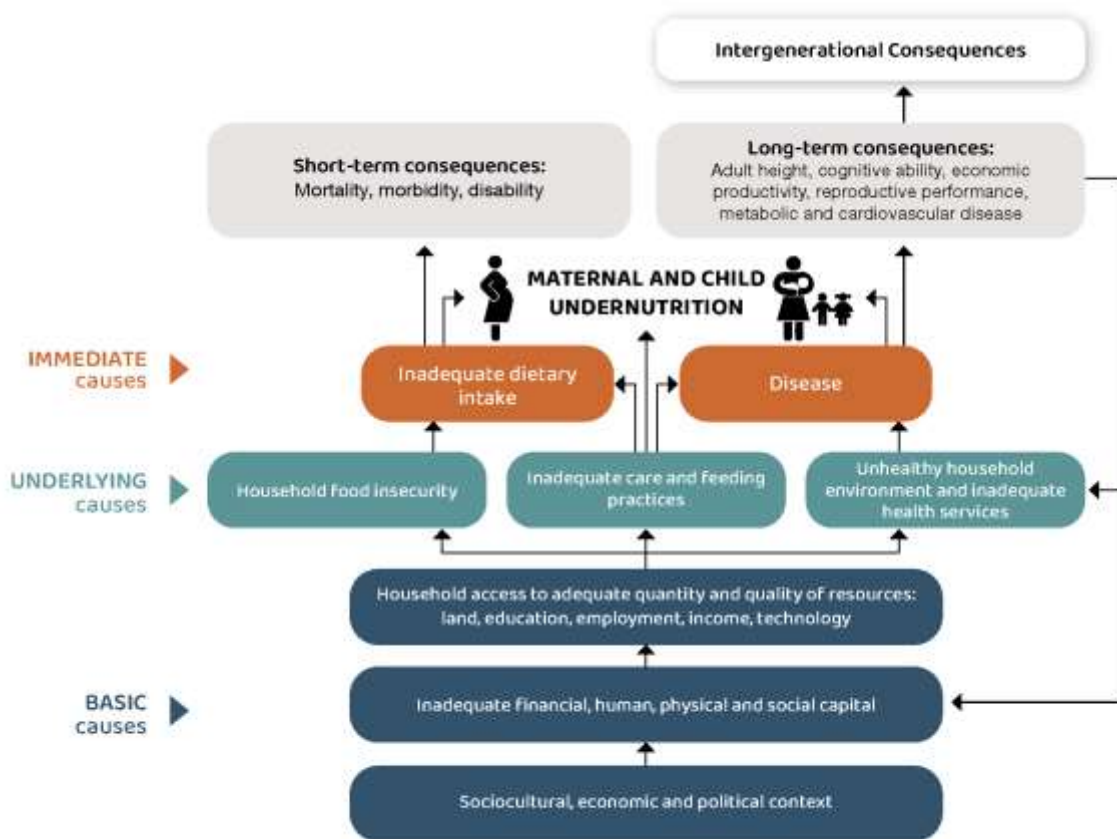 Intergenerational Consequences
Short-term consequences:
Mortality, morbidity, disability
Long-term consequences:
Adult height, cognitive ability, economic
productivity, reproductive performance,
metabolic and cardiovascular disease
MATERNAL AND CHILD
UNDERNUTRITION
IMMEDIATE
causes
Inadequate dietary
intake
Disease
UNDERLYING
causes
Household food insecurity
Inadequate care and feeding
practices
Unhealthy household
environment and inadequate
health services
Household access to adequate quantity and quality of resources:
land, education, employment, income, technology
BASIC
causes
Inadequate financial, human, physical and social capital
Sociocultural, economic and political context